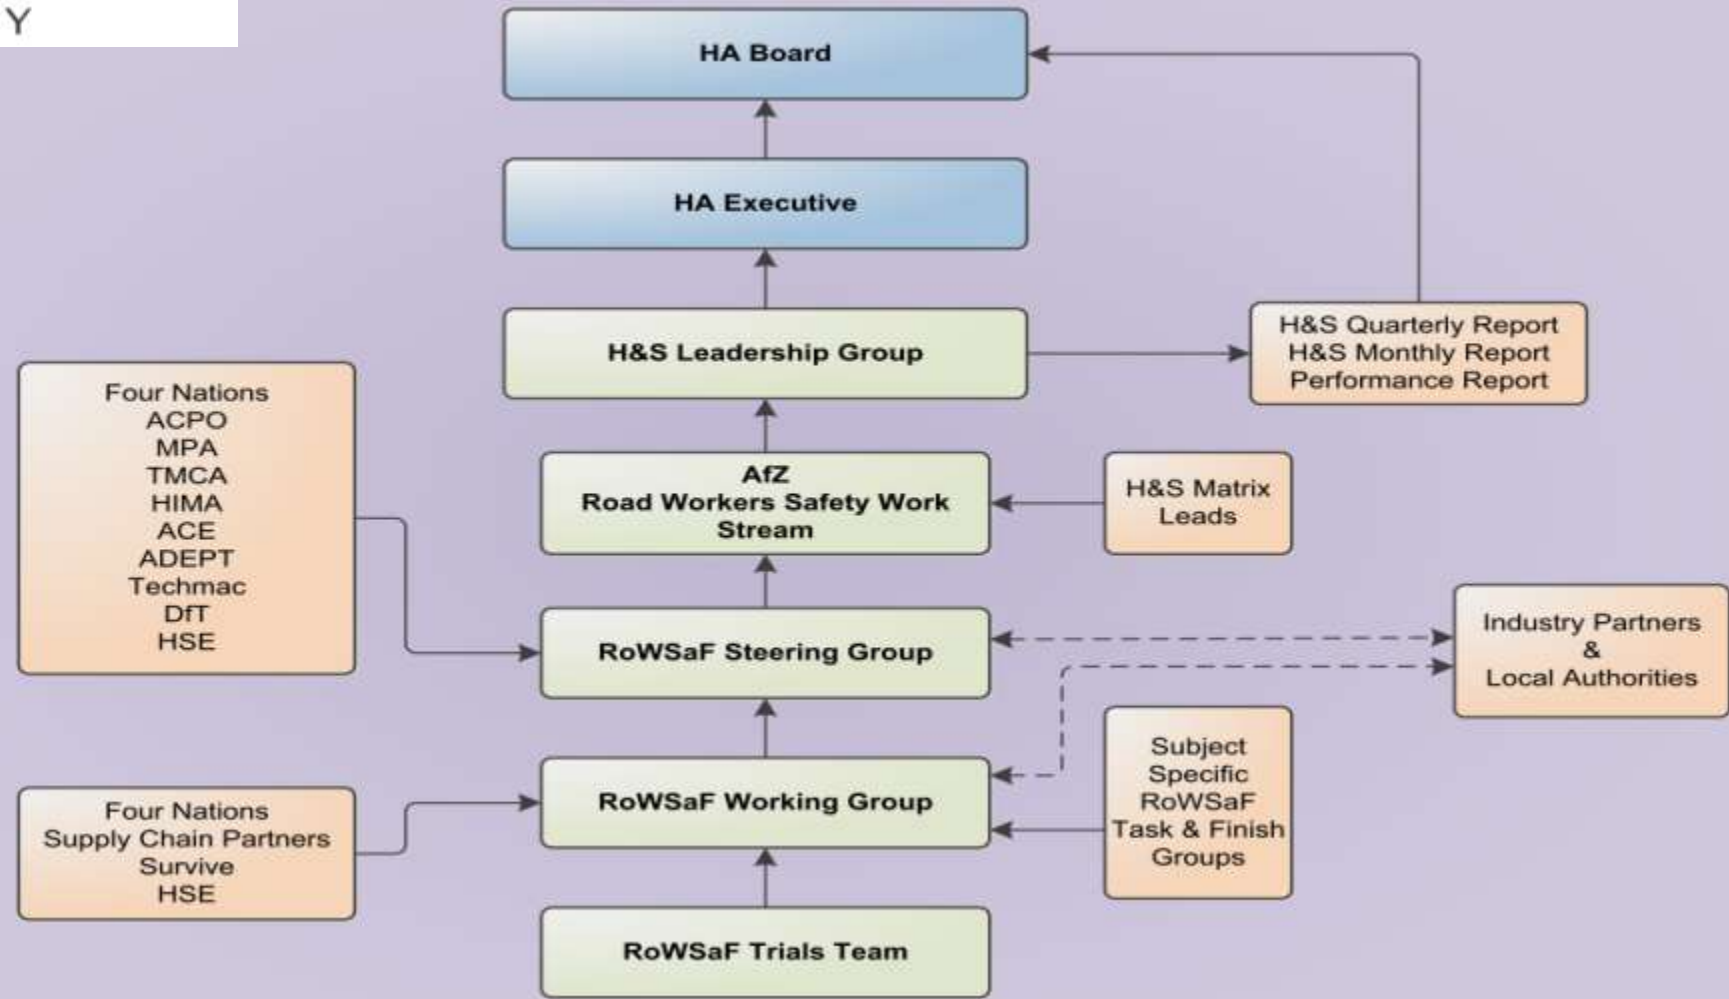 Y
HA Board
HA Executive
H&S Leadership Group
H&S Quarterly Report
H&S Monthly Report
Performance Report
Four Nations
ACPO
MPA
TMCA
HIMA
ACE
ADEPT
Techmac
DfT
HSE
AfZ
Road Workers Safety Work
Stream
H&S Matrix
Leads
RoWSaF Steering Group
Industry Partners
&
Local Authorities
RoWSaF Working Group
Subject
Specific
RoWSaF
Task & Finish
Groups
Four Nations
Supply Chain Partners
Survive
HSE
RoWSaF Trials Team